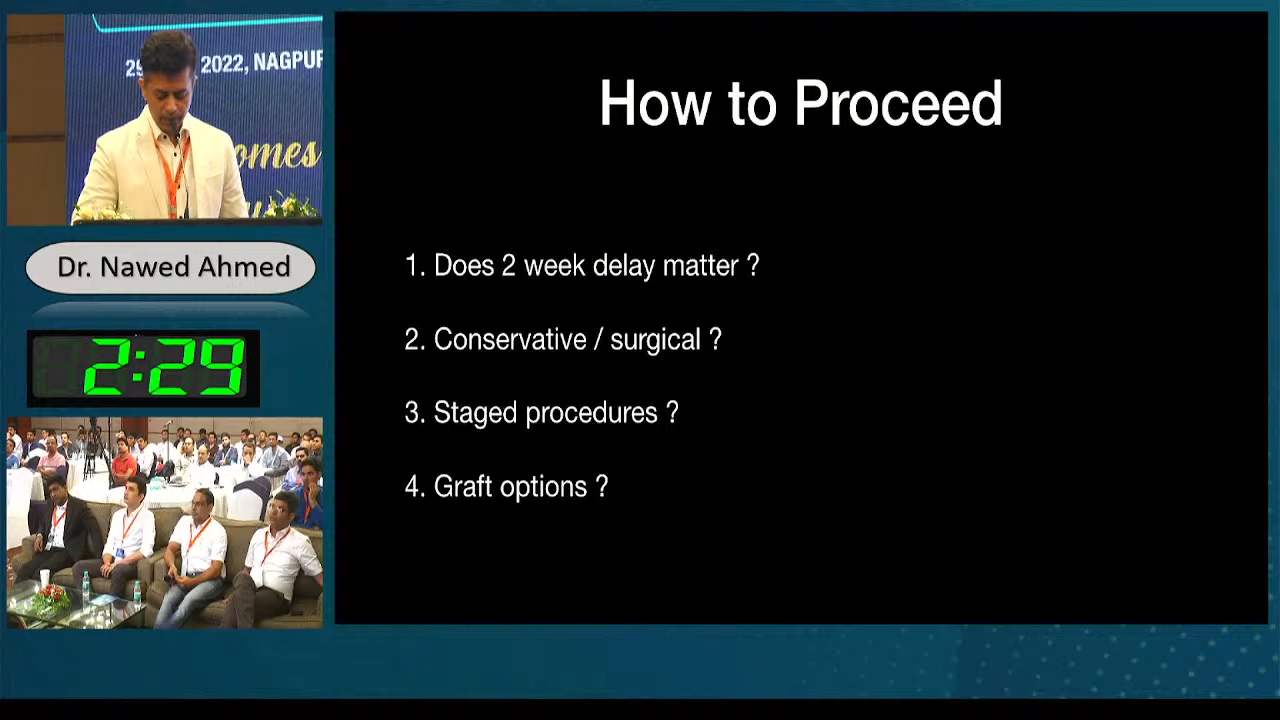 29
2022, NAGPUR
omes
Dr. Nawed Ahmed
2:29
How to Proceed
1. Does 2 week delay matter ?
2. Conservative / surgical ?
3. Staged procedures ?
4. Graft options ?